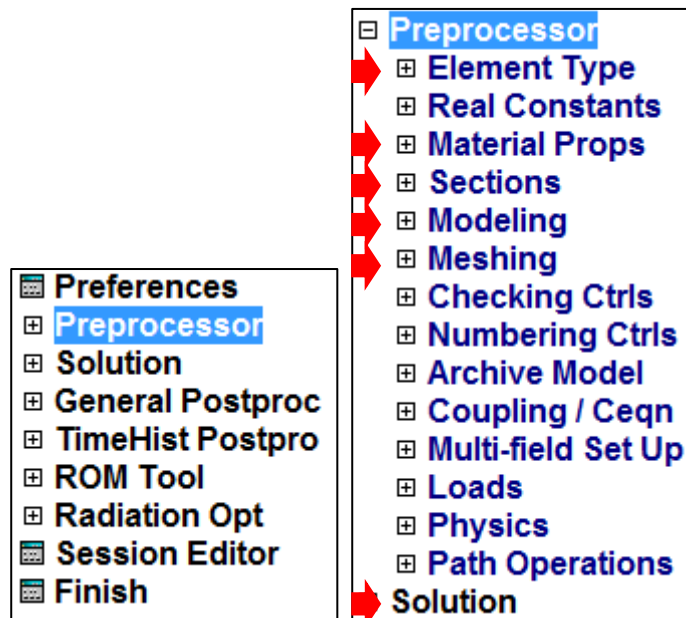 Preferences
Preprocessor
Solution
General Postproc
TimeHist Postpro
ROM Tool
Radiation Opt
Session Editor
Finish
Preprocessor
Element Type
Real Constants
Material Props
Sections
Modeling
Meshing
Checking Ctrls
Numbering Ctrls
Archive Model
Coupling / Ceqn
Multi-field Set Up
Loads
Physics
Path Operations
Solution